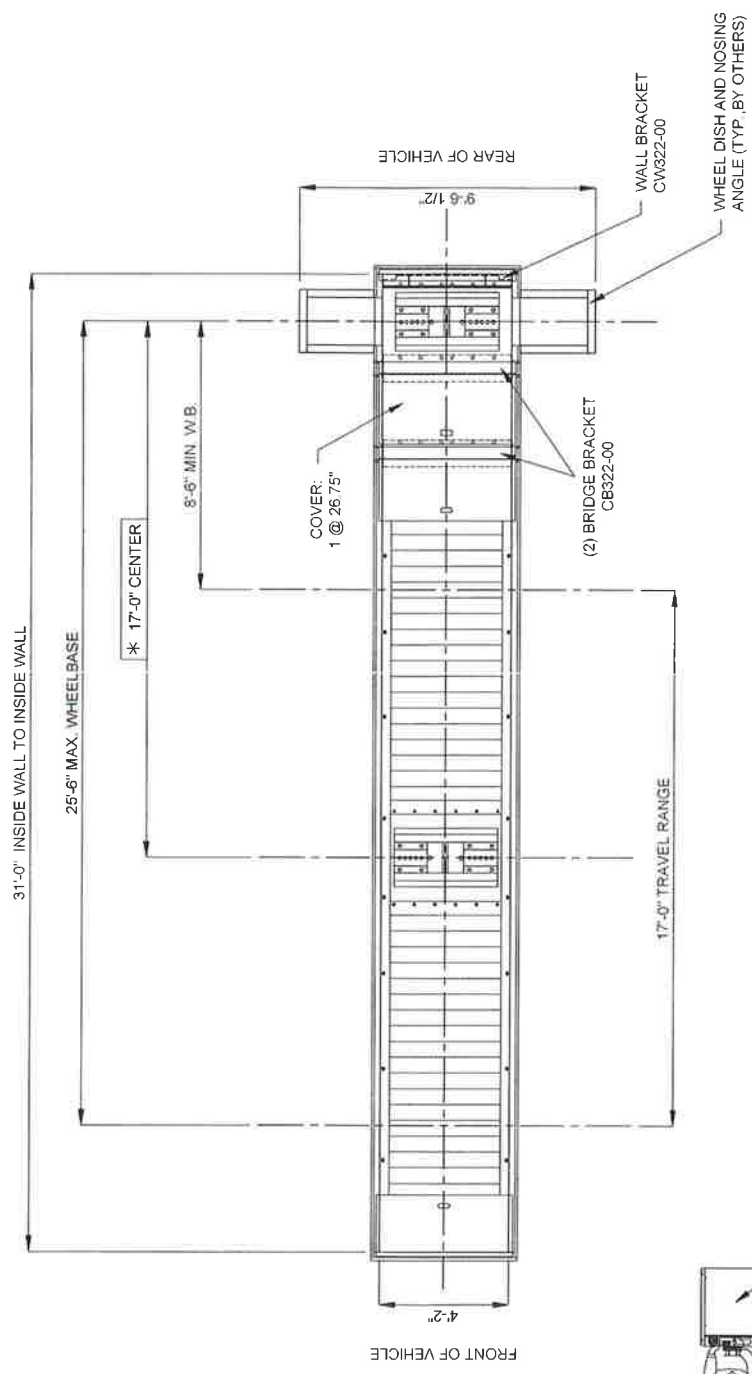 31'-0" INSIDE WALL TO INSIDE WALL
25'-6" MAX. WHEELBASE
* 17'-0" CENTER
8'-6" MIN. W.B.
REAR OF VEHICLE
9'-6 1/2"
WALL BRACKET
CW322-00
WHEEL DISH AND NOSING
ANGLE (TYP., BY OTHERS)
COVER:
1 @ 26.75"
(2) BRIDGE BRACKET
CB322-00
17'-0" TRAVEL RANGE
4'-2"
FRONT OF VEHICLE